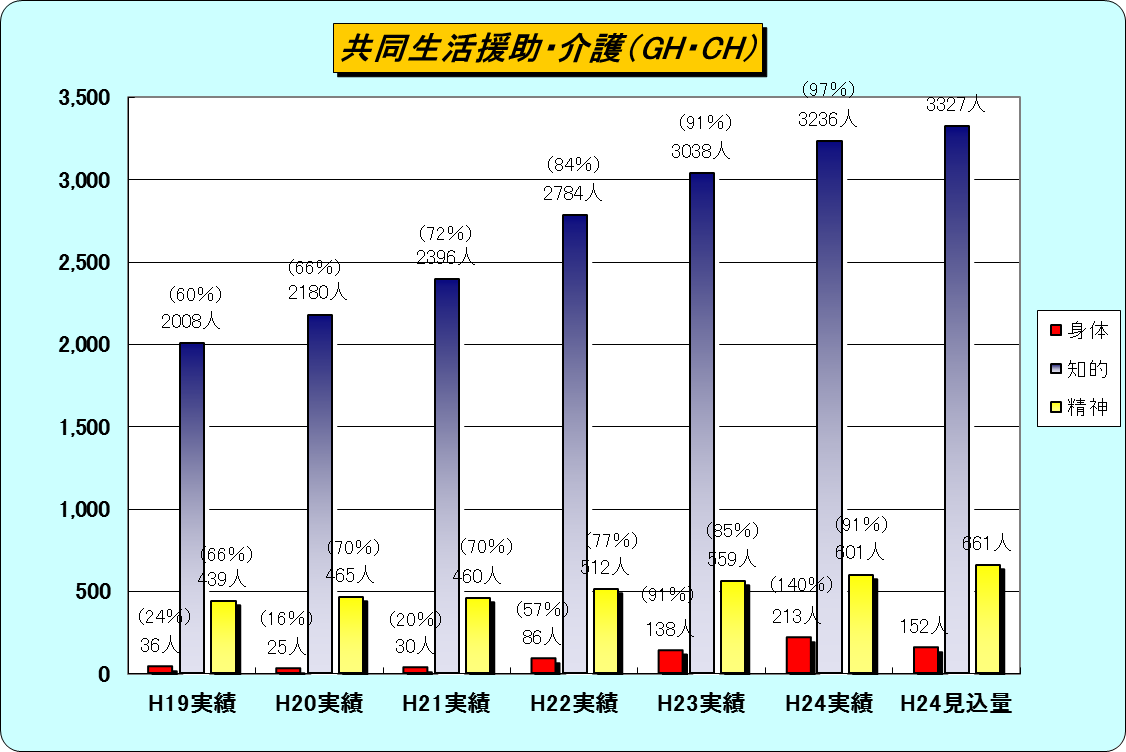 共同生活援助・介護（GH・CH）
3,500
3,000
2,500
2,000
1,500
1,000
500
0
(24%)
36人
(60%)
2008人
(66%)
439人
(16%)
25人
(66%)
2180人
(70%)
465人
(20%)
30人
(72%)
2396人
(70%)
460人
(57%)
86人
(84%)
2784人
(77%)
512人
(91%)
138人
(91%)
3038人
(85%)
559人
(140%)
213人
(97%)
3236人
(91%)
601人
152人
3327人
661人
H19実績
H20実績
H21実績
H22実績
H23実績
H24実績
H24見込量
身体
知的
精神